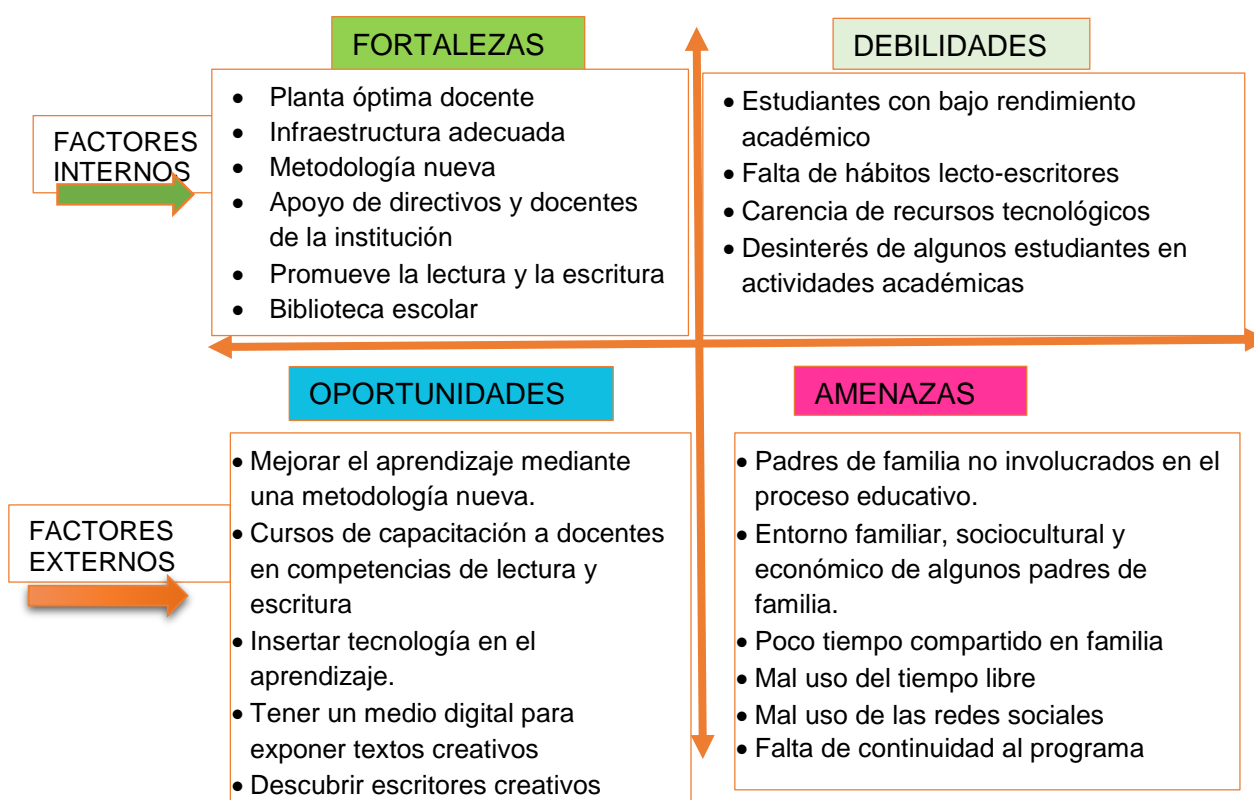 FORTALEZAS
• Planta óptima docente
• Infraestructura adecuada
• Metodología nueva
• Apoyo de directivos y docentes
de la institución
• Promueve la lectura y la escritura
• Biblioteca escolar
DEBILIDADES
• Estudiantes con bajo rendimiento
académico
• Falta de hábitos lecto-escritores
• Carencia de recursos tecnológicos
• Desinterés de algunos estudiantes en
actividades académicas
FACTORES
INTERNOS
OPORTUNIDADES
• Mejorar el aprendizaje mediante
una metodología nueva.
• Cursos de capacitación a docentes
en competencias de lectura y
escritura
• Insertar tecnología en el
aprendizaje.
• Tener un medio digital para
exponer textos creativos
• Descubrir escritores creativos
AMENAZAS
• Padres de familia no involucrados en el
proceso educativo.
• Entorno familiar, sociocultural y
económico de algunos padres de
familia.
• Poco tiempo compartido en familia
• Mal uso del tiempo libre
• Mal uso de las redes sociales
• Falta de continuidad al programa
FACTORES
EXTERNOS